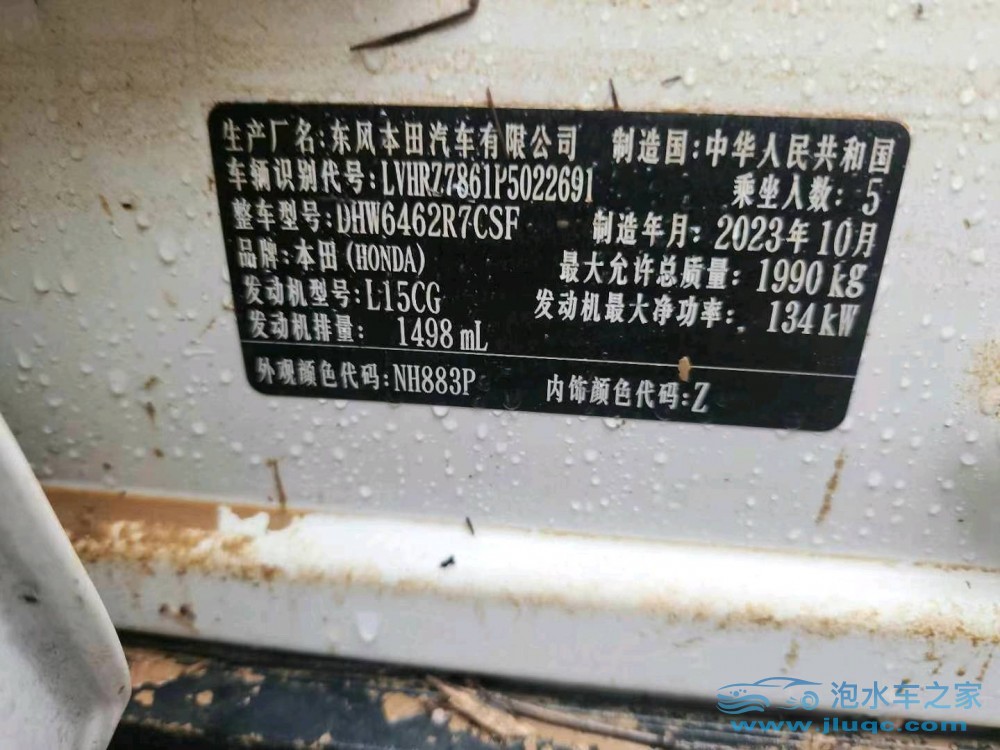 生产厂名:东风本田汽车有限公司 制造国:中华人民共和国
车辆识别代号:LVHRZ7861P5022691 乘坐人数:5
整车型号:DHW6462R7CSF 制造年月:2023年10月
品牌:本田(HONDA) 最大允许总质量:1990kg
发动机型号:L15CG 发动机最大净功率:134kW
发动机排量:1498mL
外观颜色代码:NH883P 内饰颜色代码:Z
泡水车之家
www.jluqc.com